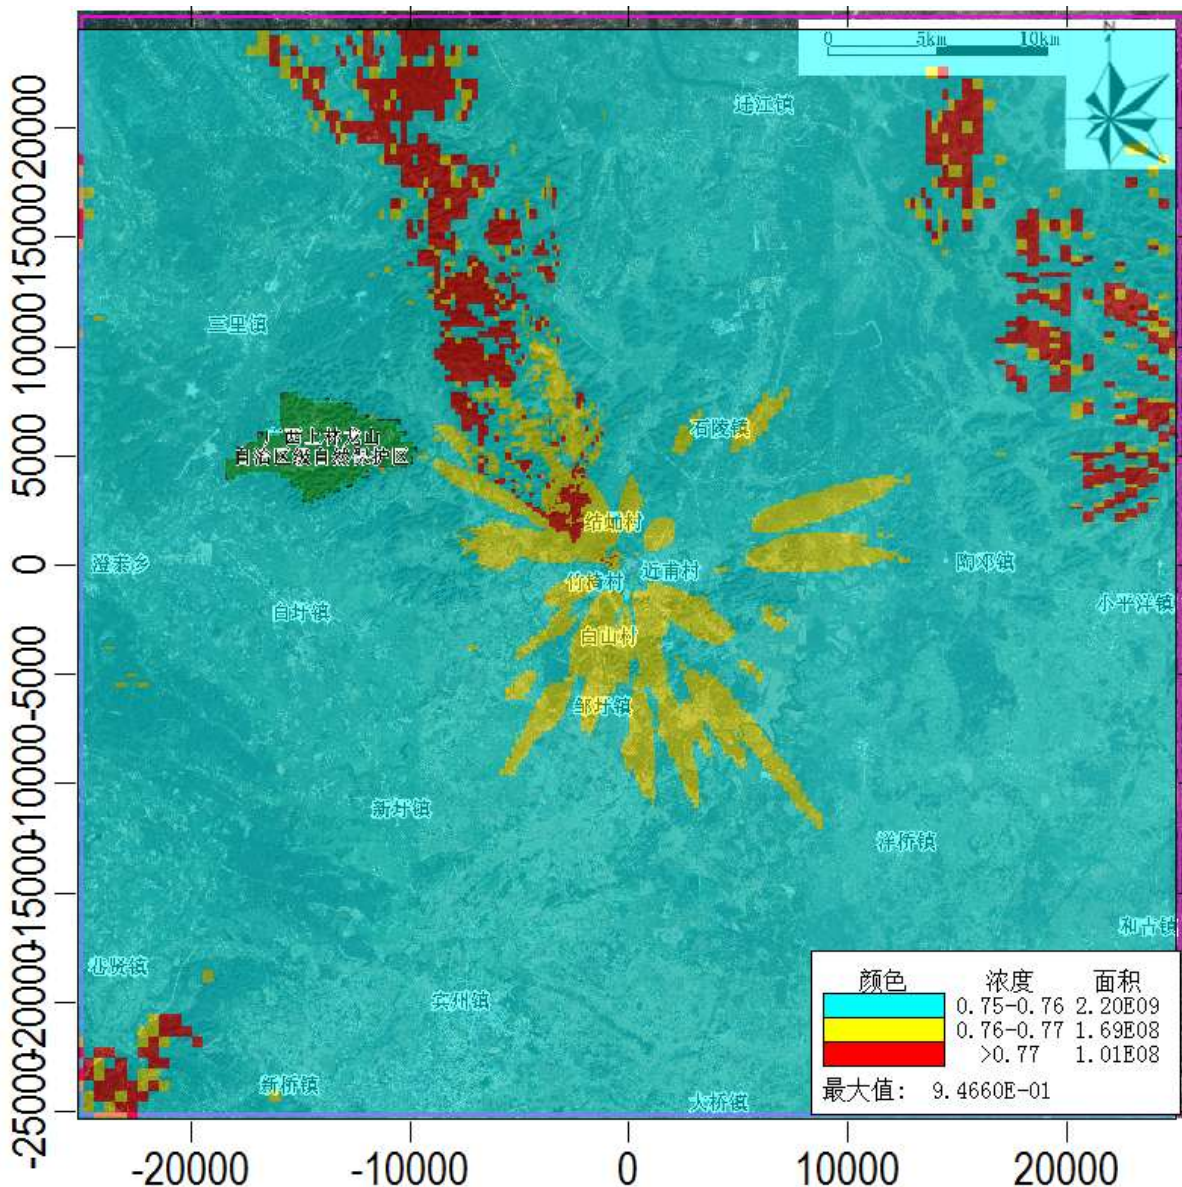 N
0 5km 10km
迁江镇
三里镇
石陵镇
广西上林龙山
自治区级自然保护区
结如村
澄泰乡
竹椅村
近甫村
陶邓镇
白圩镇
小平洋镇
白山村
邹圩镇
新圩镇
洋桥镇
和吉镇
巷贤镇
宾州镇
新桥镇
大桥镇
颜色 浓度 面积
0.75-0.76 2.20E09
0.76-0.77 1.69E08
>0.77 1.01E08
最大值: 9.4660E-01
20000
15000
10000
5000
0
-5000
-10000
-15000
-20000
-25000
-20000 -10000 0 10000 20000